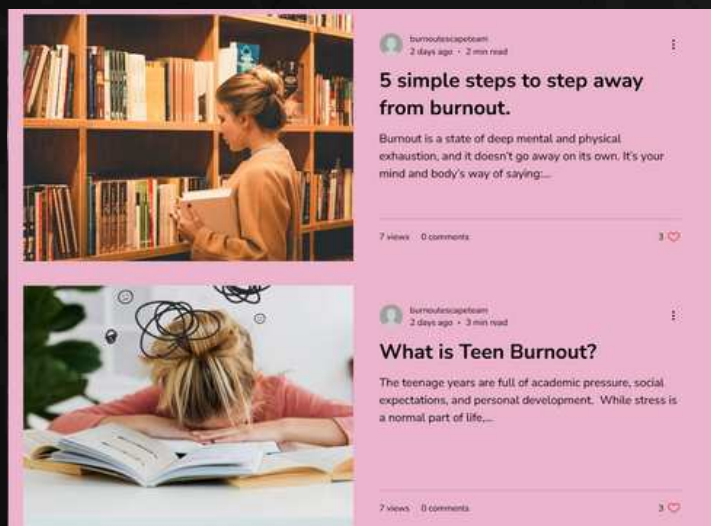 burnoutescapeteam
2 days ago · 2 min read
5 simple steps to step away
from burnout.
Burnout is a state of deep mental and physical
exhaustion, and it doesn't go away on its own. It's your
mind and body's way of saying:...
7 views 0 comments
3
burnoutescapeteam
2 days ago · 3 min read
What is Teen Burnout?
The teenage years are full of academic pressure, social
expectations, and personal development. While stress is
a normal part of life,...
7 views 0 comments
3